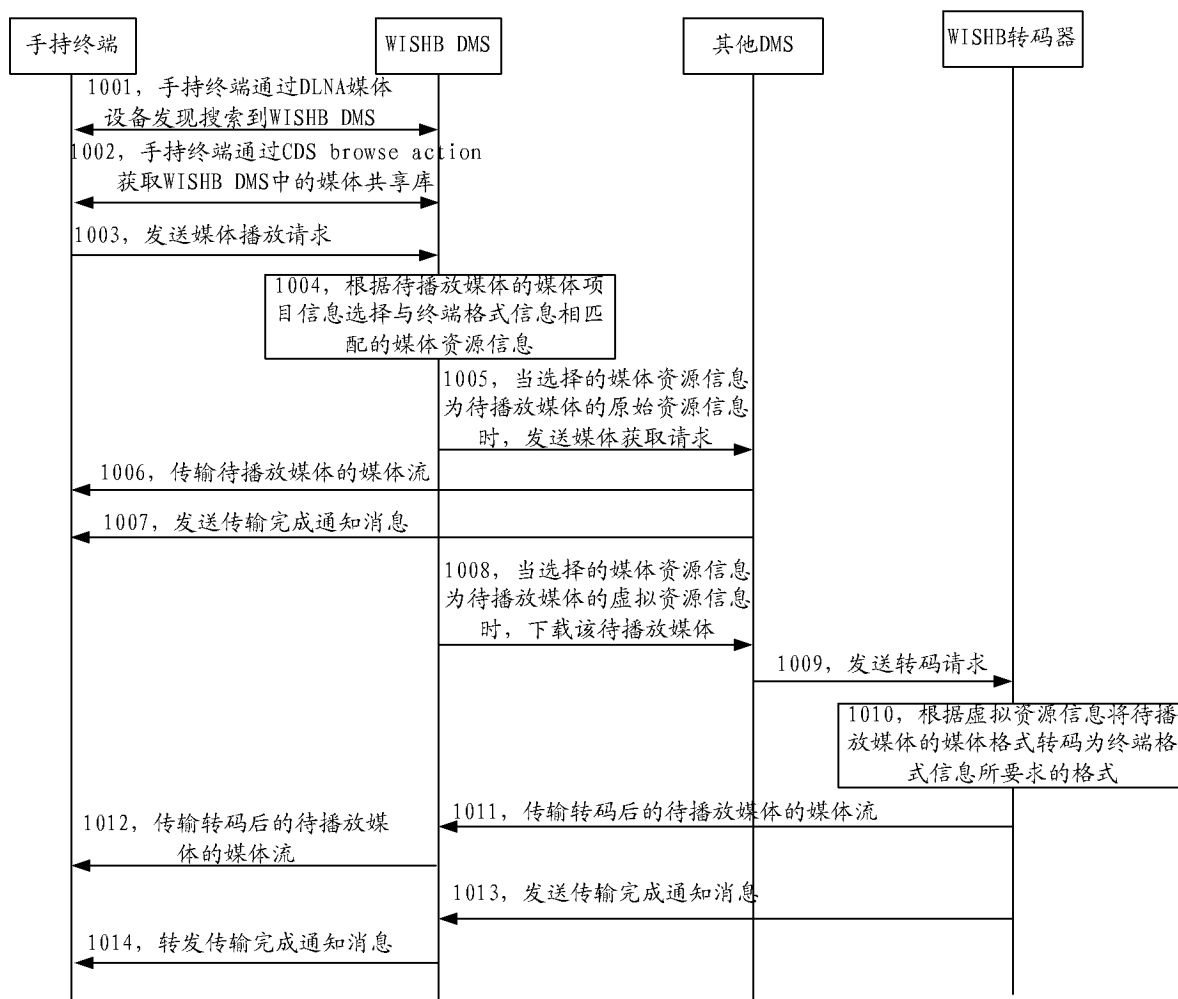 手持终端
WISHB DMS
其他DMS
WISHB转码器
1001，手持终端通过DLNA媒体
设备发现搜索到WISHB DMS
1002，手持终端通过CDS browse action
获取WISHB DMS中的媒体共享库
1003，发送媒体播放请求
1004，根据待播放媒体的媒体项
目信息选择与终端格式信息相匹
配的媒体资源信息
1005，当选择的媒体资源信息
为待播放媒体的原始资源信息
时，发送媒体获取请求
1006，传输待播放媒体的媒体流
1007，发送传输完成通知消息
1008，当选择的媒体资源信息
为待播放媒体的虚拟资源信息
时，下载该待播放媒体
1009，发送转码请求
1010，根据虚拟资源信息将待播
放媒体的媒体格式转码为终端格
式信息所要求的格式
1011，传输转码后的待播放媒体的媒体流
1012，传输转码后的待播放媒
体的媒体流
1013，发送传输完成通知消息
1014，转发传输完成通知消息